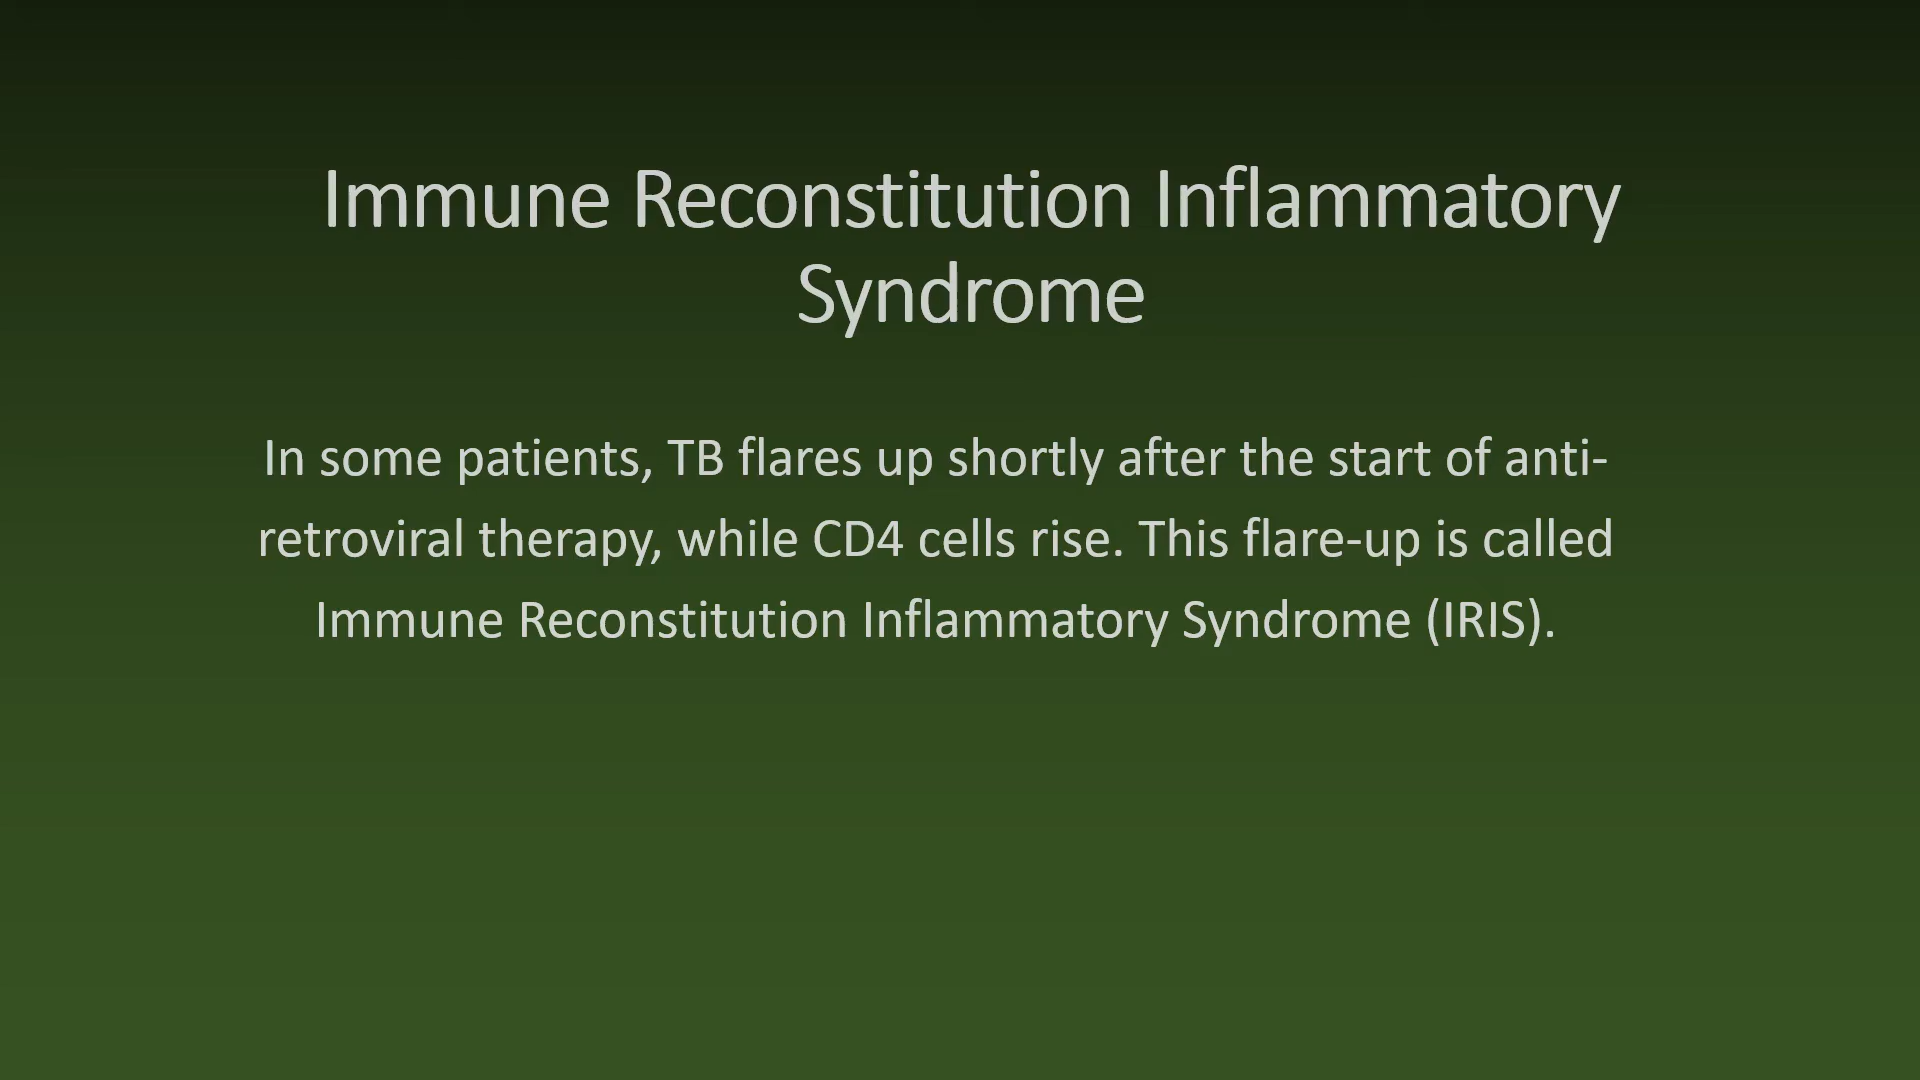 Immune Reconstitution Inflammatory
Syndrome
In some patients, TB flares up shortly after the start of anti-
retroviral therapy, while CD4 cells rise. This flare-up is called
Immune Reconstitution Inflammatory Syndrome (IRIS).